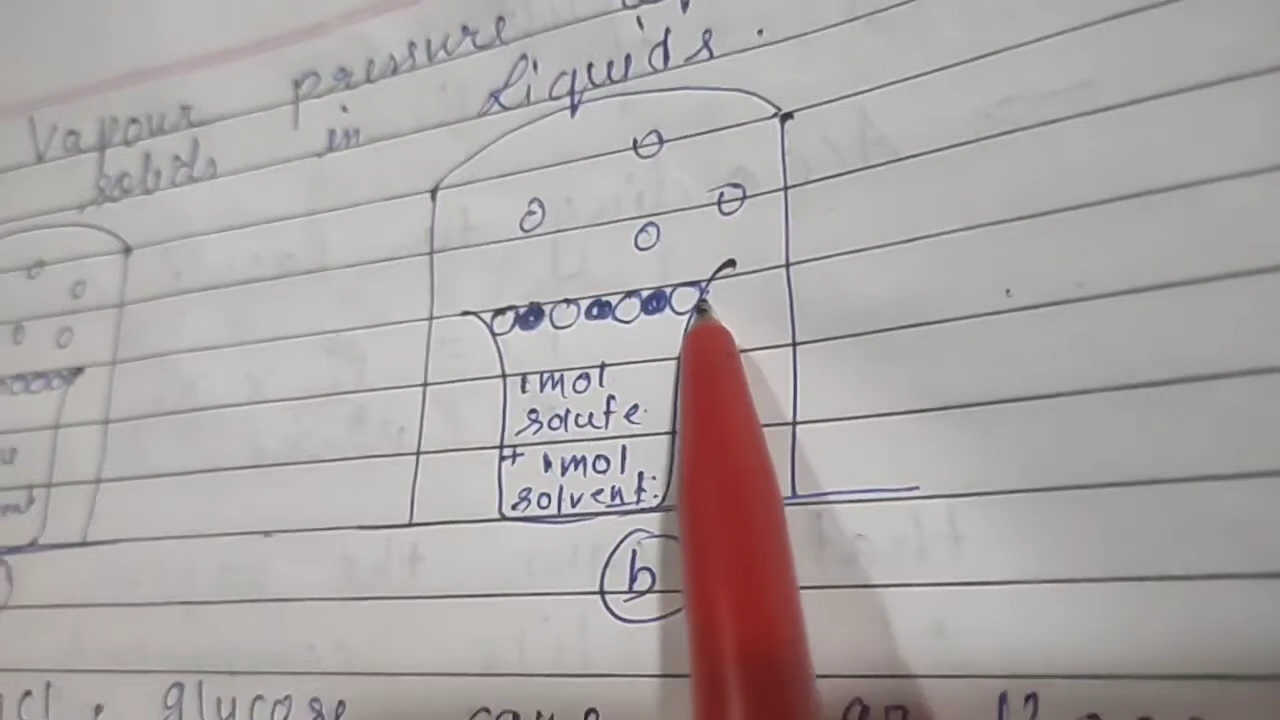 Vapour pressure
solids in Liquids.
1mol
solute.
+ 1mol
solvent.
b
glucose